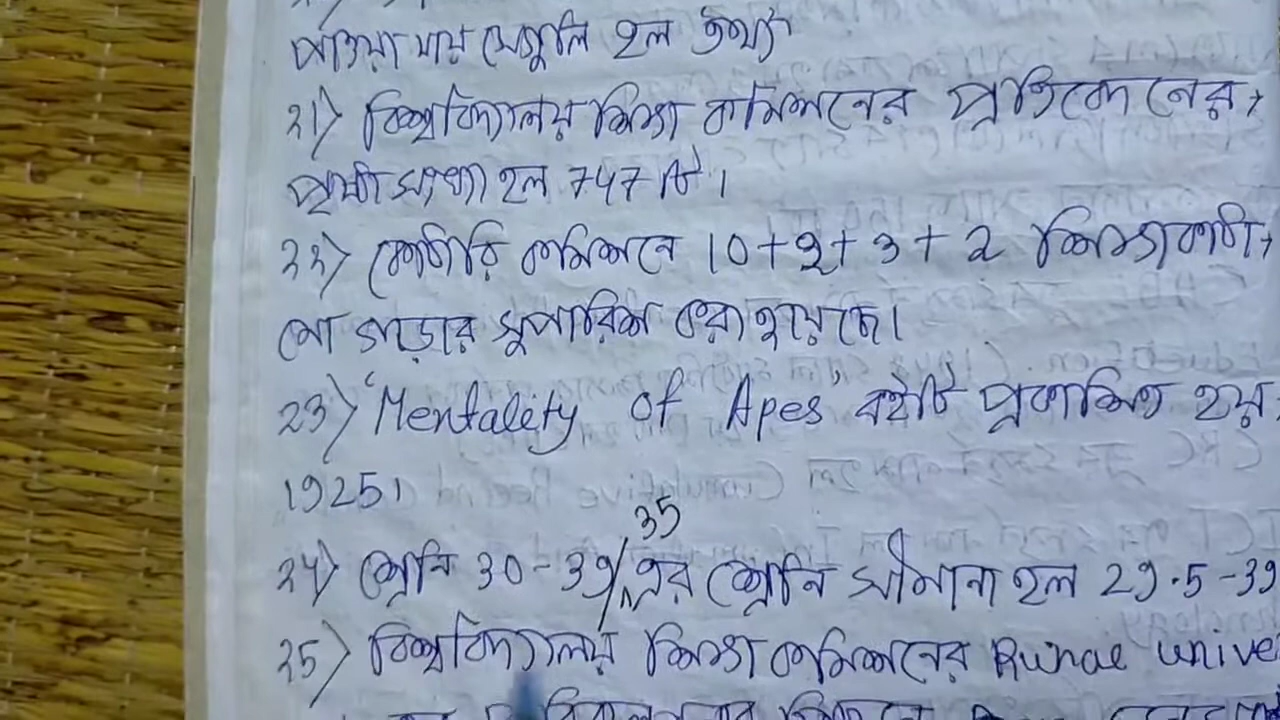 পাওয়া যায় সেগুলি হল তথ্য
21) বিশ্ববিদ্যালয় শিক্ষা কমিশনের প্রতিবেদনের
পৃষ্ঠা সংখ্যা হল 747 টি।
22) কোঠারি কমিশনে 10+2+3+2 শিক্ষাকাঠা
মো গড়ার সুপারিশ করা হয়েছে।
23) ‘Mentality of Apes’ বইটি প্রকাশিত হয়
1925।
35
24) শ্রেনি 30-39/ এর শ্রেনি সীমানা হল 29.5-39
25) বিশ্ববিদ্যালয় শিক্ষা কমিশনের Rural unive